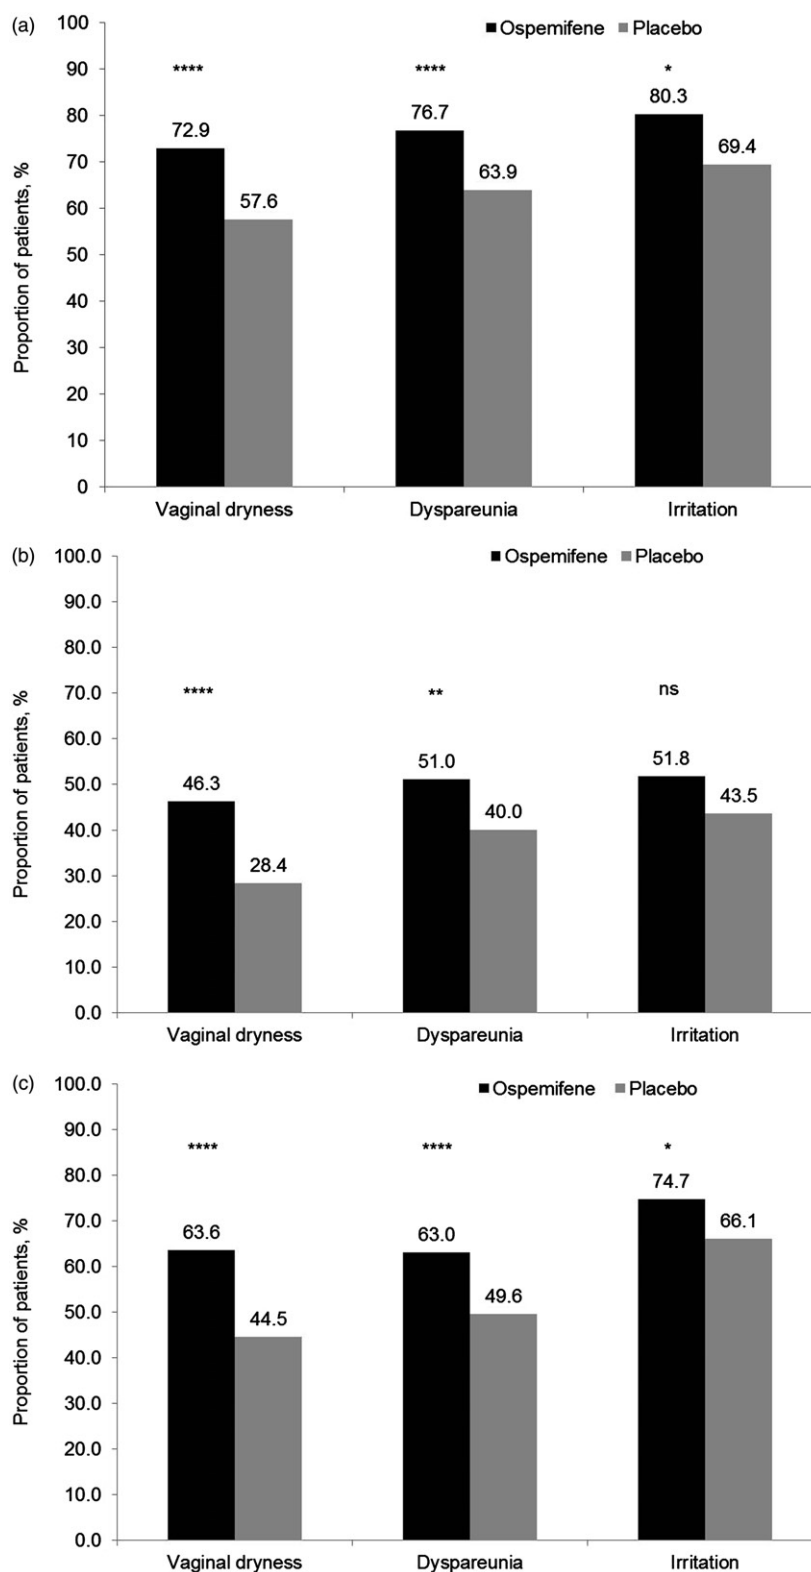 (a)
Ospemifene Placebo
Proportion of patients, %
100
90
80
70
60
50
40
30
20
10
0
**** **** *
72.9 57.6 76.7 63.9 80.3 69.4
Vaginal dryness Dyspareunia Irritation
(b)
Ospemifene Placebo
Proportion of patients, %
100.0
90.0
80.0
70.0
60.0
50.0
40.0
30.0
20.0
10.0
0.0
**** ** ns
46.3 28.4 51.0 40.0 51.8 43.5
Vaginal dryness Dyspareunia Irritation
(c)
Ospemifene Placebo
Proportion of patients, %
100.0
90.0
80.0
70.0
60.0
50.0
40.0
30.0
20.0
10.0
0.0
**** **** *
63.6 44.5 63.0 49.6 74.7 66.1
Vaginal dryness Dyspareunia Irritation